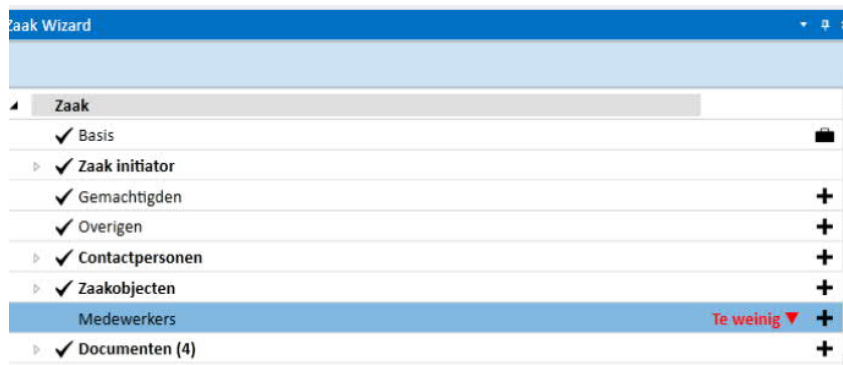 Zaak Wizard
Zaak
Basis
Zaak initiator
Gemachtigden
Overigen
Contactpersonen
Zaakobjecten
Medewerkers Te weinig
Documenten (4)